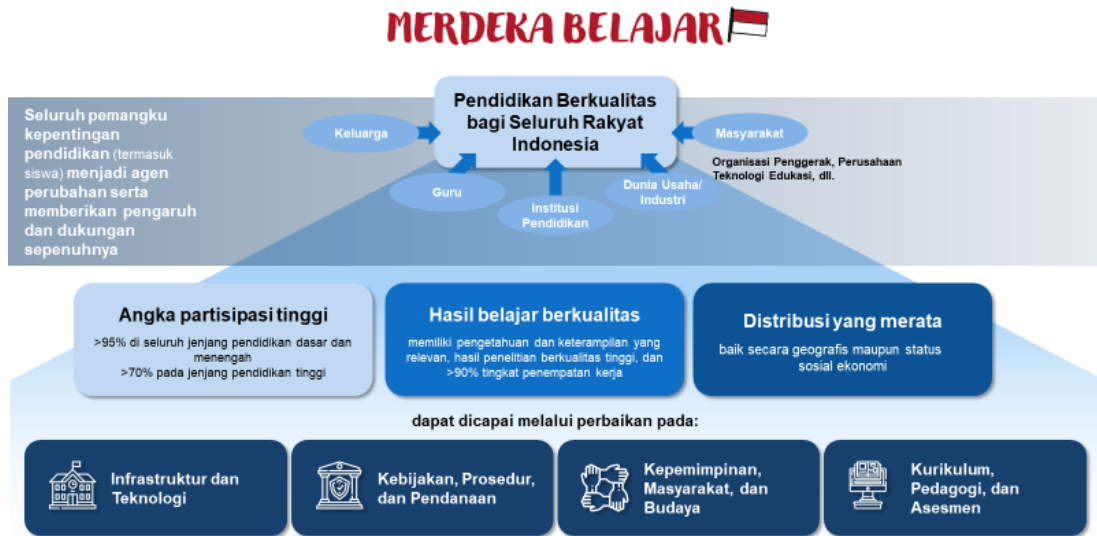 MERDEKA BELAJAR
Seluruh pemangku
kepentingan
pendidikan (termasuk
siswa) menjadi agen
perubahan serta
memberikan pengaruh
dan dukungan
sepenuhnya
Pendidikan Berkualitas
bagi Seluruh Rakyat
Indonesia
Keluarga
Guru
Institusi
Pendidikan
Dunia Usaha/
Industri
Masyarakat
Organisasi Penggerak, Perusahaan
Teknologi Edukasi, dll.
Angka partisipasi tinggi
>95% di seluruh jenjang pendidikan dasar dan
menengah
>70% pada jenjang pendidikan tinggi
Hasil belajar berkualitas
memiliki pengetahuan dan keterampilan yang
relevan, hasil penelitian berkualitas tinggi, dan
>90% tingkat penempatan kerja
Distribusi yang merata
baik secara geografis maupun status
sosial ekonomi
dapat dicapai melalui perbaikan pada:
Infrastruktur dan
Teknologi
Kebijakan, Prosedur,
dan Pendanaan
Kepemimpinan,
Masyarakat, dan
Budaya
Kurikulum,
Pedagogi, dan
Asesmen